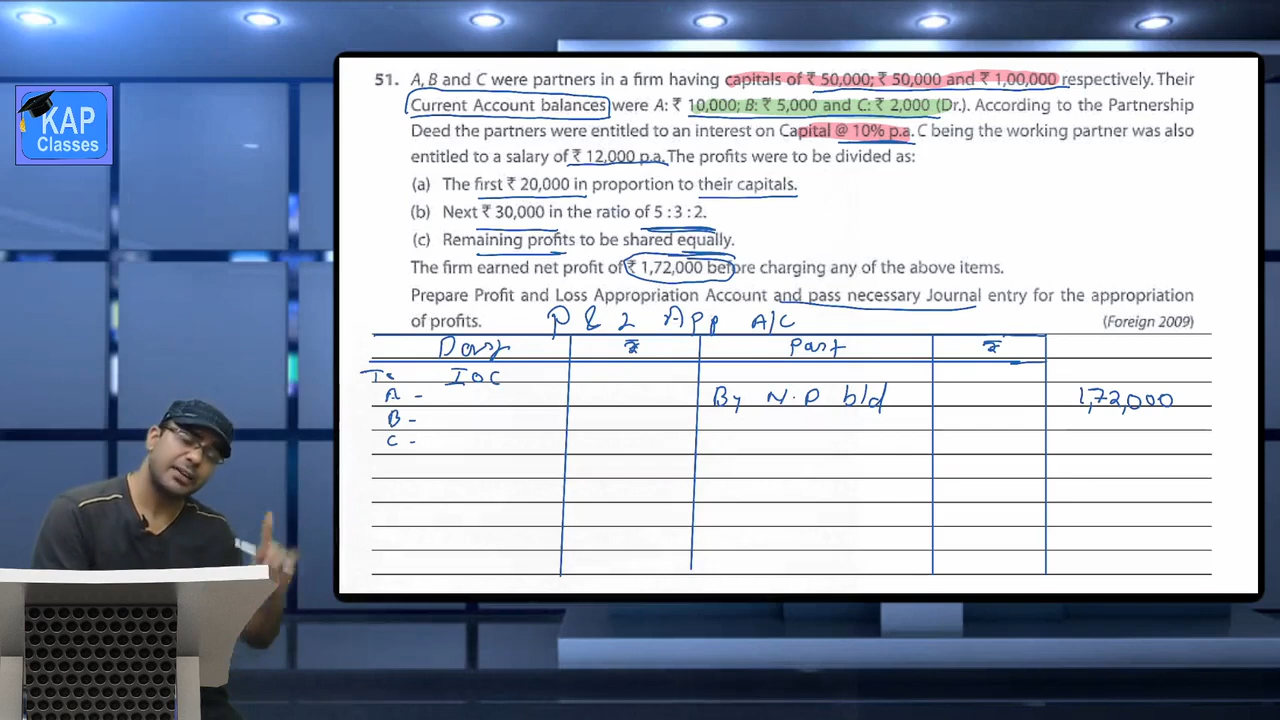 KAP
Classes
51. A, B and C were partners in a firm having capitals of ₹ 50,000; ₹ 50,000 and ₹ 1,00,000 respectively. Their
Current Account balances were A: ₹ 10,000; B: ₹ 5,000 and C: ₹ 2,000 (Dr.). According to the Partnership
Deed the partners were entitled to an interest on Capital @ 10% p.a. C being the working partner was also
entitled to a salary of ₹ 12,000 p.a. The profits were to be divided as:
(a) The first ₹ 20,000 in proportion to their capitals.
(b) Next ₹ 30,000 in the ratio of 5 : 3 : 2.
(c) Remaining profits to be shared equally.
The firm earned net profit of ₹ 1,72,000 before charging any of the above items.
Prepare Profit and Loss Appropriation Account and pass necessary Journal entry for the appropriation
of profits. (Foreign 2009)
P & L App A/C
₹ Part ₹
To IOC
A - By N.P b/d 1,72,000
B -
C -